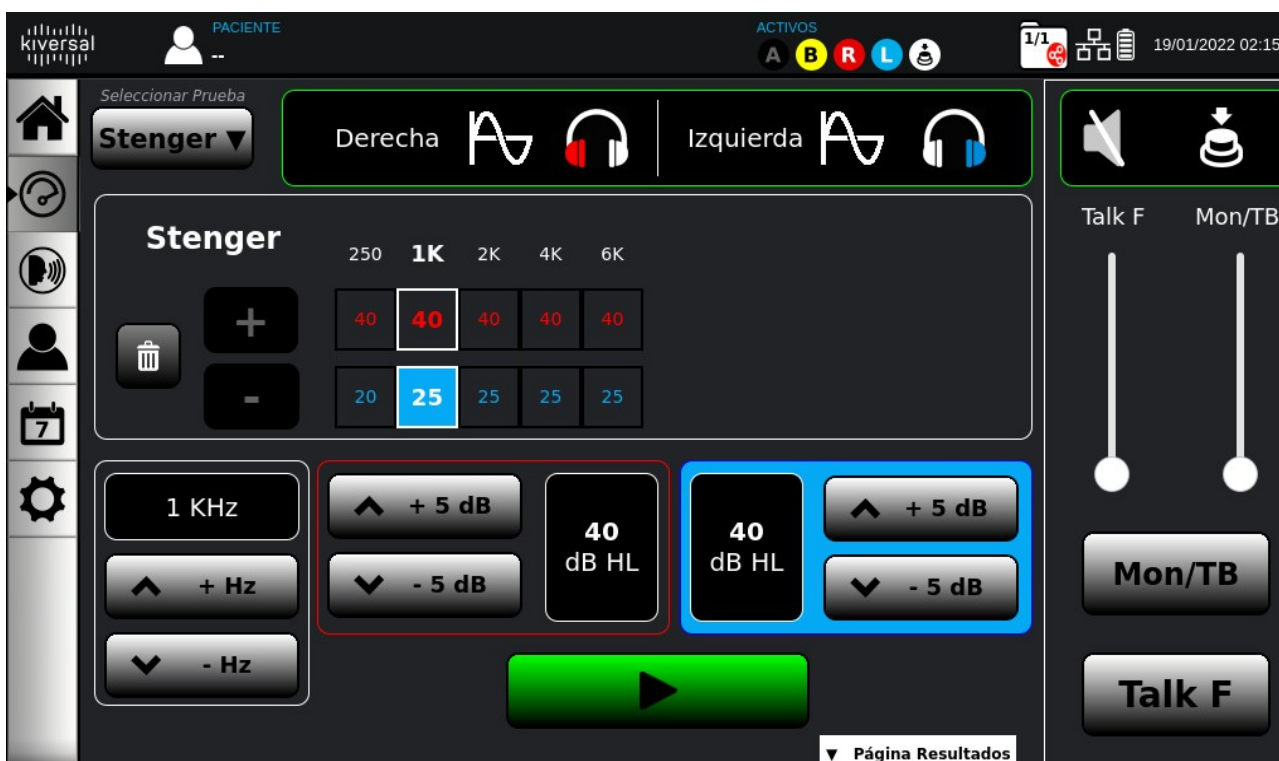 kiversal
PACIENTE
--
ACTIVOS
A B R L
1/1
19/01/2022 02:15
Seleccionar Prueba
Stenger ▼
Derecha
Izquierda
Talk F Mon/TB
Stenger
250 1K 2K 4K 6K
+
40 40 40 40 40
-
20 25 25 25 25
7
1 KHz
+ Hz
- Hz
+ 5 dB
- 5 dB
40
dB HL
40
dB HL
+ 5 dB
- 5 dB
Mon/TB
Talk F
▼ Página Resultados